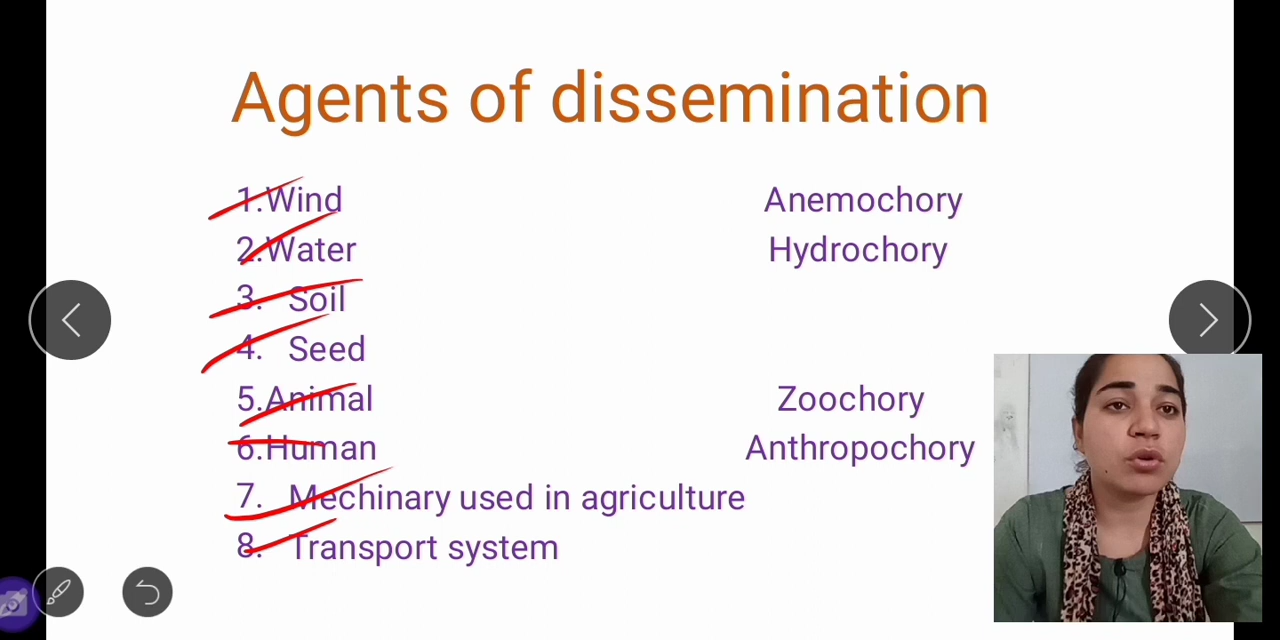 Agents of dissemination
1.Wind Anemochory
2.Water Hydrochory
3. Soil
4. Seed
5.Animal Zoochory
6.Human Anthropochory
7. Mechinary used in agriculture
8. Transport system